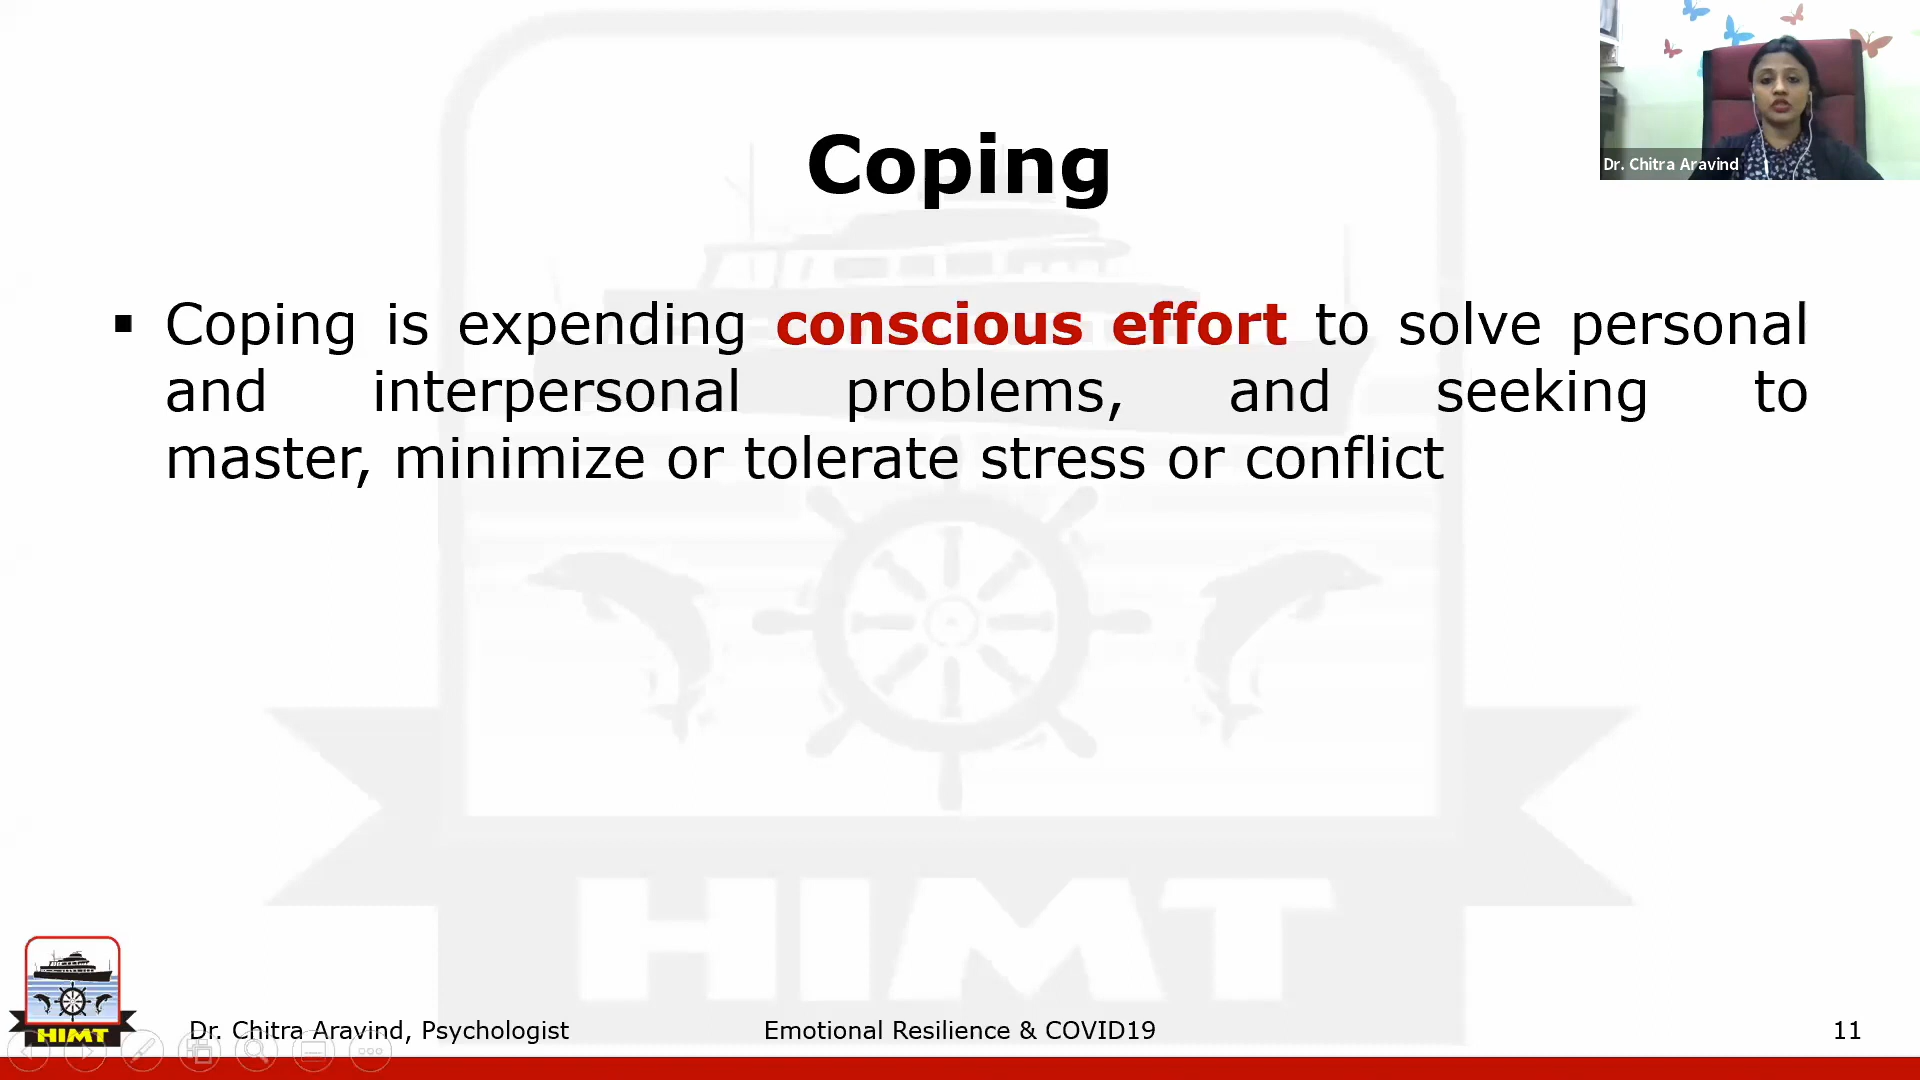 Dr. Chitra Aravind
Coping
▪ Coping is expending conscious effort to solve personal
and interpersonal problems, and seeking to
master, minimize or tolerate stress or conflict
HIMT
HIMT
Dr. Chitra Aravind, Psychologist
Emotional Resilience & COVID19
11